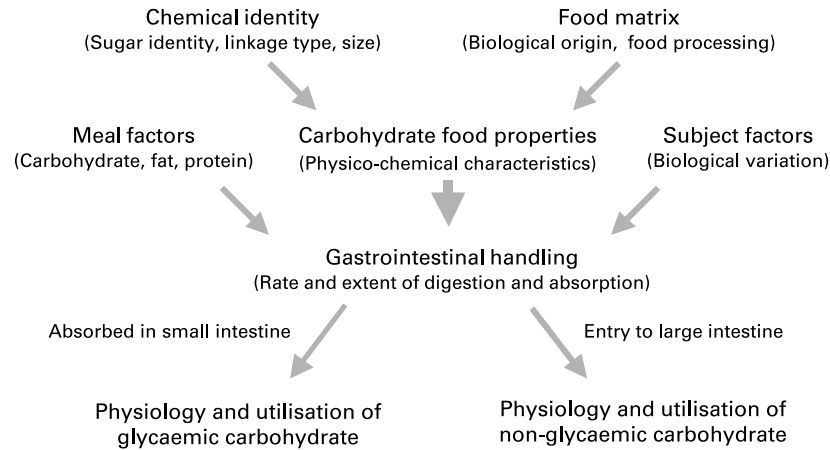 Chemical identity
(Sugar identity, linkage type, size)
Food matrix
(Biological origin, food processing)
Meal factors
(Carbohydrate, fat, protein)
Carbohydrate food properties
(Physico-chemical characteristics)
Subject factors
(Biological variation)
Gastrointestinal handling
(Rate and extent of digestion and absorption)
Absorbed in small intestine
Entry to large intestine
Physiology and utilisation of
glycaemic carbohydrate
Physiology and utilisation of
non-glycaemic carbohydrate